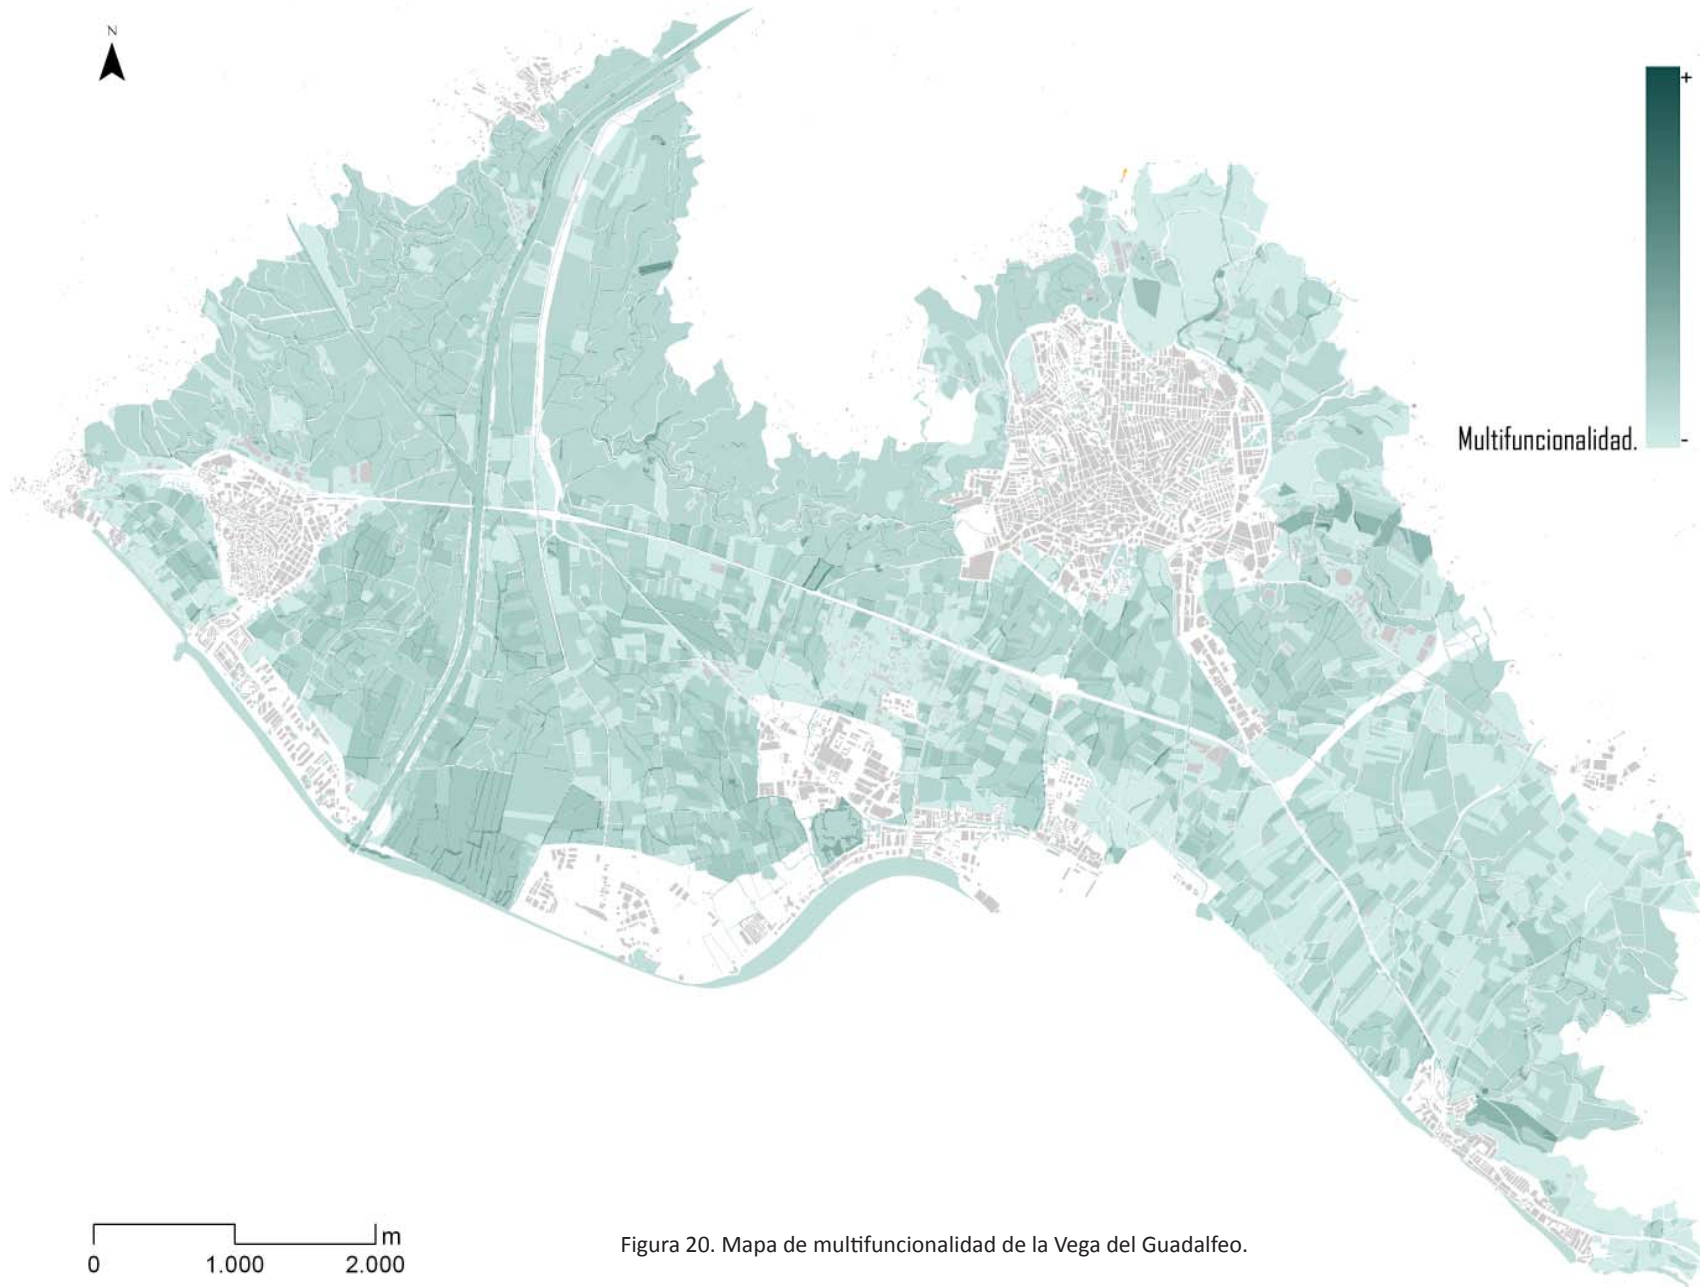 N
+
Multifuncionalidad.
-
m
0 1.000 2.000
Figura 20. Mapa de multifuncionalidad de la Vega del Guadalfeo.